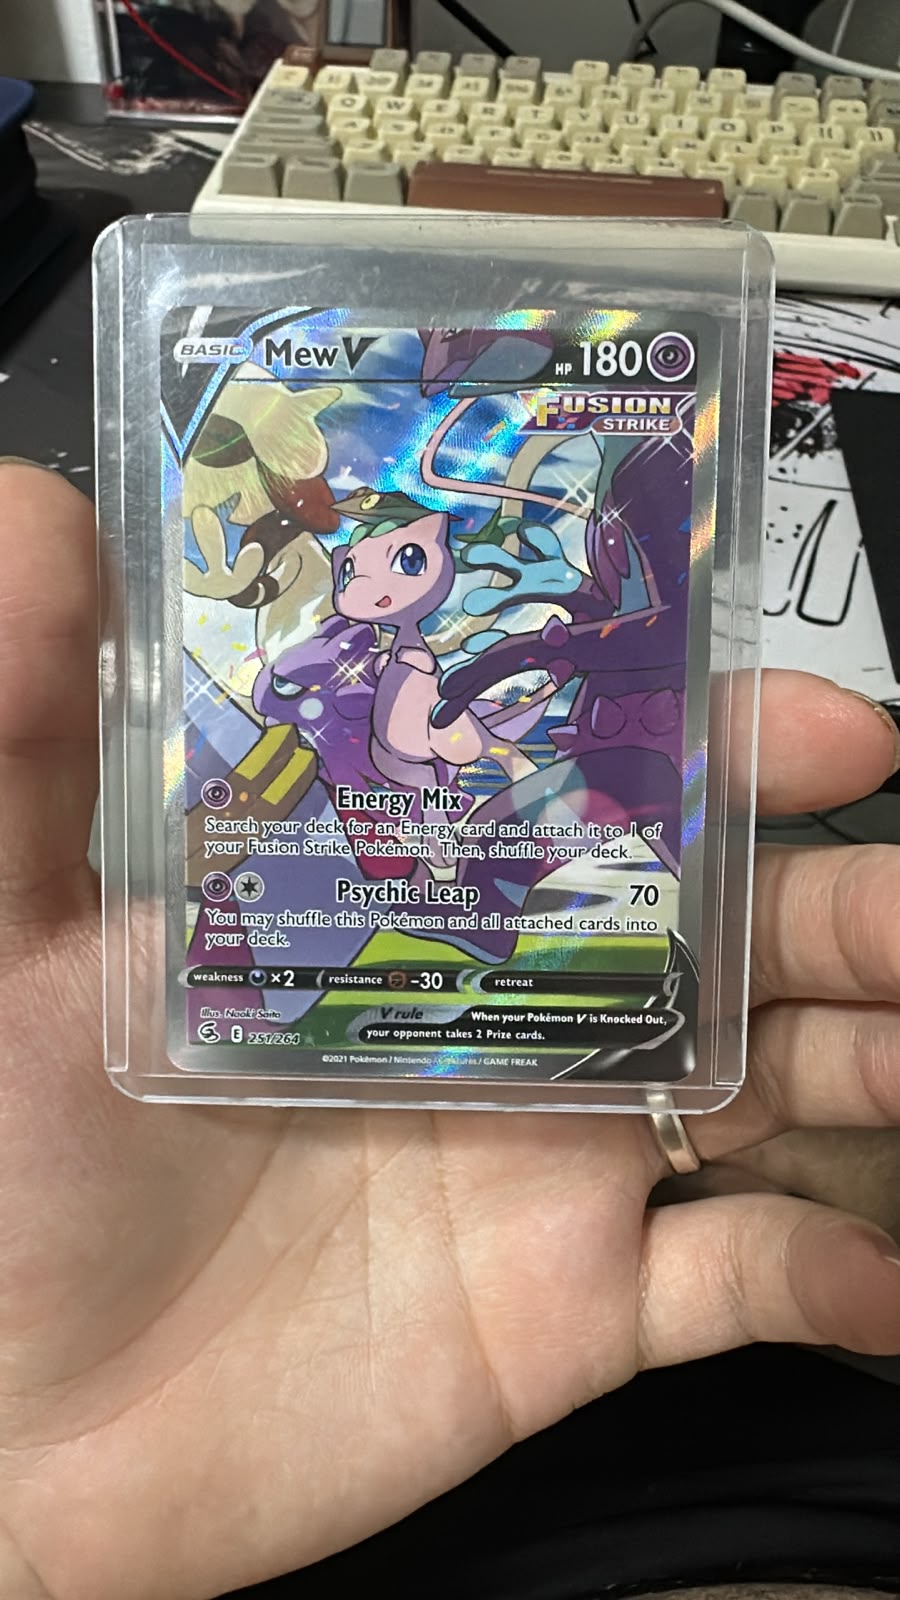 BASIC Mew V HP 180
FUSION
STRIKE
Energy Mix
Search your deck for an Energy card and attach it to 1 of
your Fusion Strike Pokémon. Then, shuffle your deck.
Psychic Leap 70
You may shuffle this Pokémon and all attached cards into
your deck.
weakness ×2 resistance -30 retreat
Illus. Naoki Saito
V rule When your Pokémon V is Knocked Out,
your opponent takes 2 Prize cards.
E 251/264
©2021 Pokémon / Nintendo / Creatures / GAME FREAK